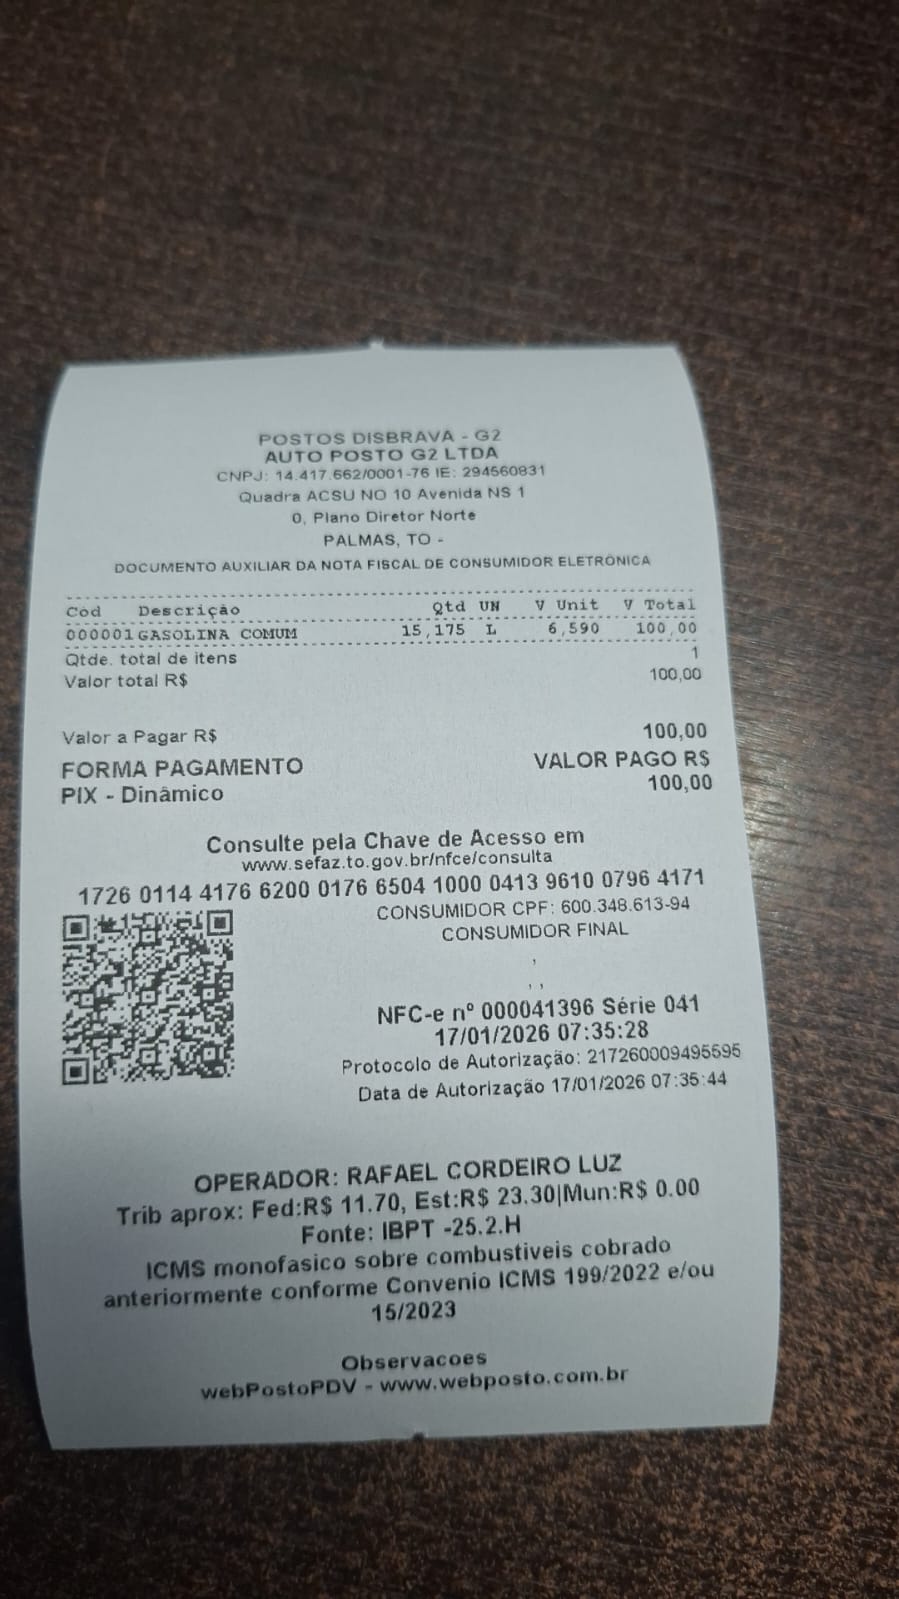 POSTOS DISBRAVA - G2
AUTO POSTO G2 LTDA
CNPJ: 14.417.662/0001-76 IE: 294560831
Quadra ACSU NO 10 Avenida NS 1
0, Plano Diretor Norte
PALMAS, TO -
DOCUMENTO AUXILIAR DA NOTA FISCAL DE CONSUMIDOR ELETRÔNICA
Cod Descrição Qtd UN V Unit V Total
000001 GASOLINA COMUM 15,175 L 6,590 100,00
Qtde. total de itens 1
Valor total R$ 100,00
Valor a Pagar R$ 100,00
FORMA PAGAMENTO VALOR PAGO R$
PIX - Dinâmico 100,00
Consulte pela Chave de Acesso em
www.sefaz.to.gov.br/nfce/consulta
1726 0114 4176 6200 0176 6504 1000 0413 9610 0796 4171
CONSUMIDOR CPF: 600.348.613-94
CONSUMIDOR FINAL
,
, ,
NFC-e nº 000041396 Série 041
17/01/2026 07:35:28
Protocolo de Autorização: 217260009495595
Data de Autorização 17/01/2026 07:35:44
OPERADOR: RAFAEL CORDEIRO LUZ
Trib aprox: Fed:R$ 11.70, Est:R$ 23.30|Mun:R$ 0.00
Fonte: IBPT -25.2.H
ICMS monofasico sobre combustiveis cobrado
anteriormente conforme Convenio ICMS 199/2022 e/ou
15/2023
Observacoes
webPostoPDV - www.webposto.com.br